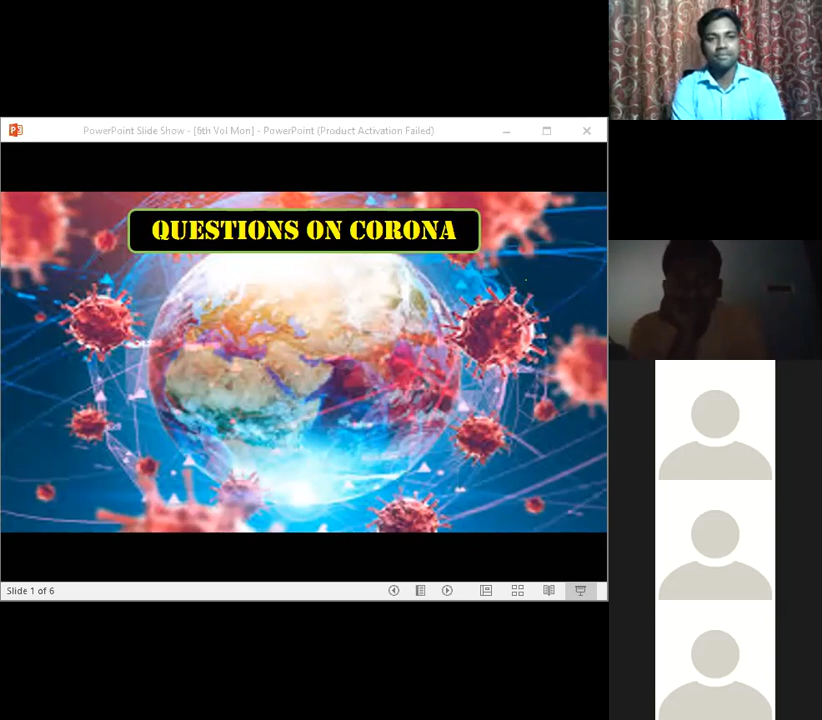 PowerPoint Slide Show - [6th Vol Mon] - PowerPoint (Product Activation Failed)
QUESTIONS ON CORONA
Slide 1 of 6